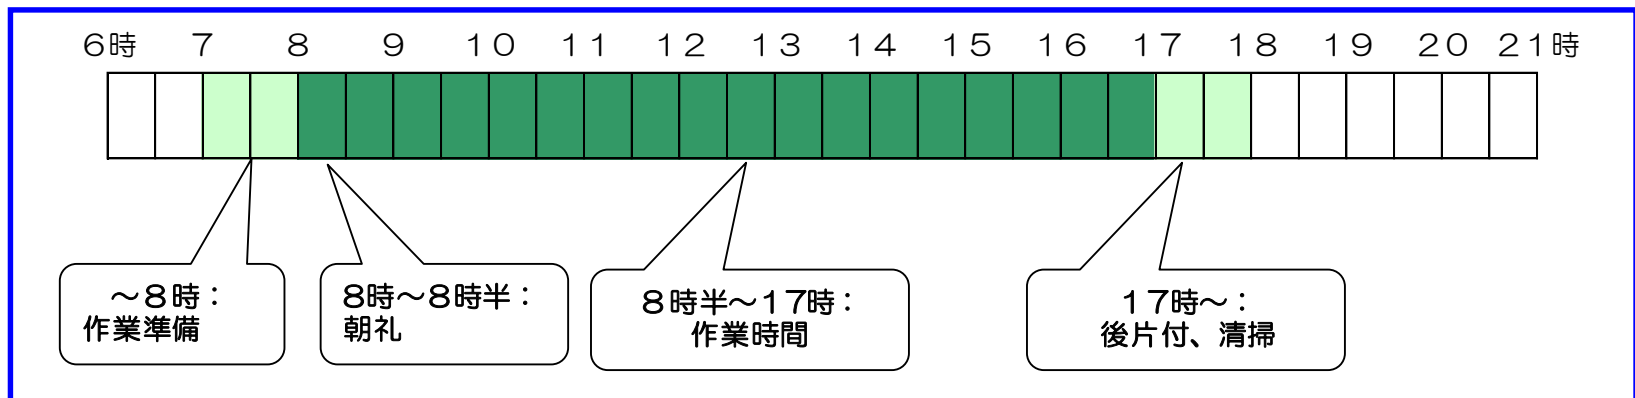 ６時 ７ ８ ９ １０ １１ １２ １３ １４ １５ １６ １７ １８ １９ ２０ ２１時
～８時：
作業準備
８時～８時半：
朝礼
８時半～１７時：
作業時間
１７時～：
後片付、清掃